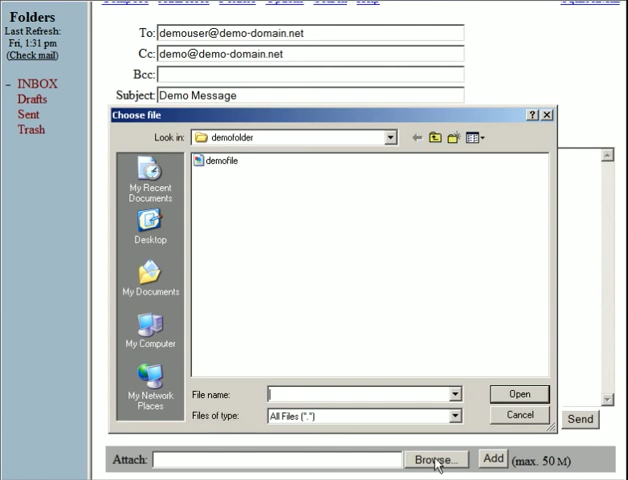 Folders
Last Refresh:
Fri, 1:31 pm
(Check mail)
– INBOX
Drafts
Sent
Trash
To: demouser@demo-domain.net
Cc: demo@demo-domain.net
Bcc:
Subject: Demo Message
Choose file
Look in: demofolder
demofile
My Recent
Documents
Desktop
My Documents
My Computer
My Network
Places
File name:
Open
Files of type: All Files (*.*)
Cancel
Send
Attach: Browse... Add (max. 50 M)